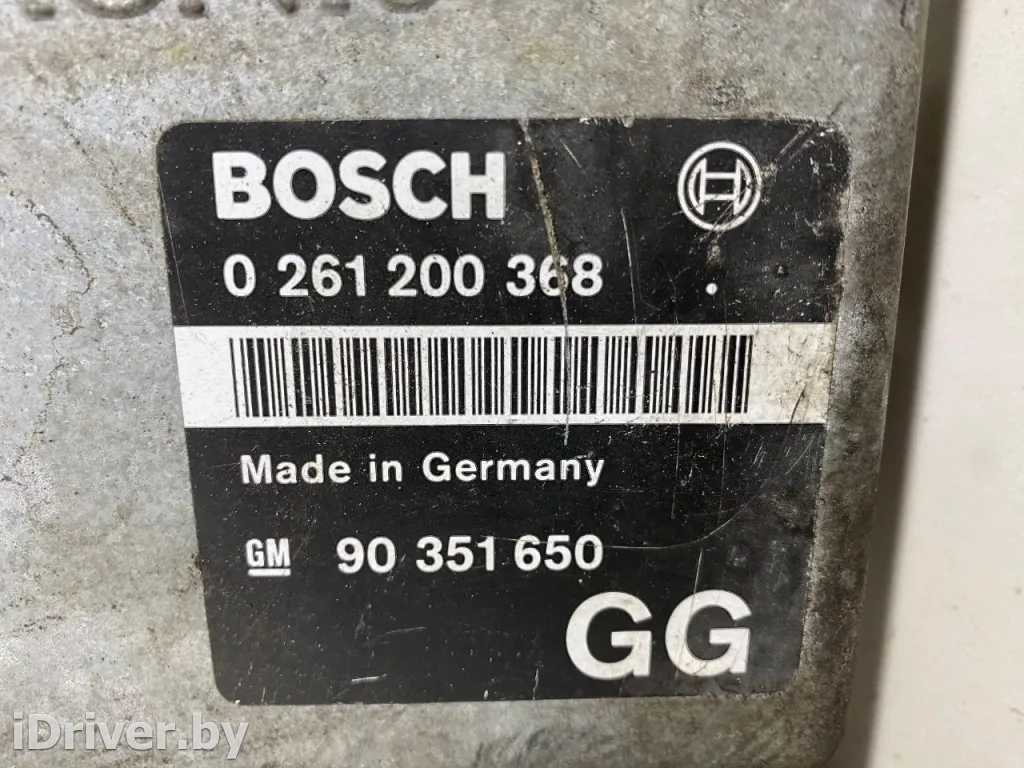 BOSCH
0 261 200 368 .
Made in Germany
GM 90 351 650
GG
iDriver.by